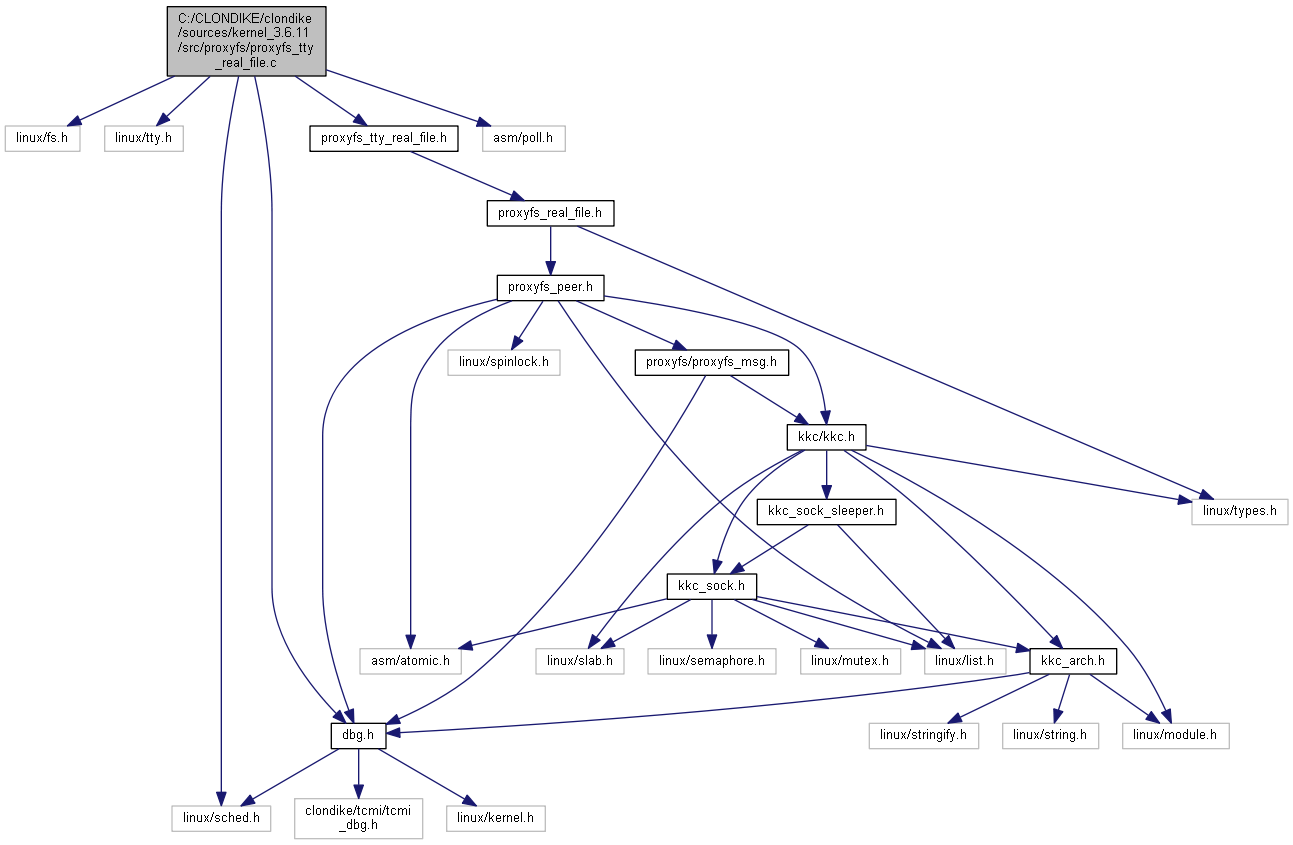 C:/CLONDIKE/clondike
/sources/kernel_3.6.11
/src/proxyfs/proxyfs_tty
_real_file.c
linux/fs.h
linux/tty.h
proxyfs_tty_real_file.h
asm/poll.h
proxyfs_real_file.h
proxyfs_peer.h
linux/spinlock.h
proxyfs/proxyfs_msg.h
kkc/kkc.h
kkc_sock_sleeper.h
linux/types.h
kkc_sock.h
asm/atomic.h
linux/slab.h
linux/semaphore.h
linux/mutex.h
linux/list.h
kkc_arch.h
dbg.h
linux/stringify.h
linux/string.h
linux/module.h
linux/sched.h
clondike/tcmi/tcmi
_dbg.h
linux/kernel.h